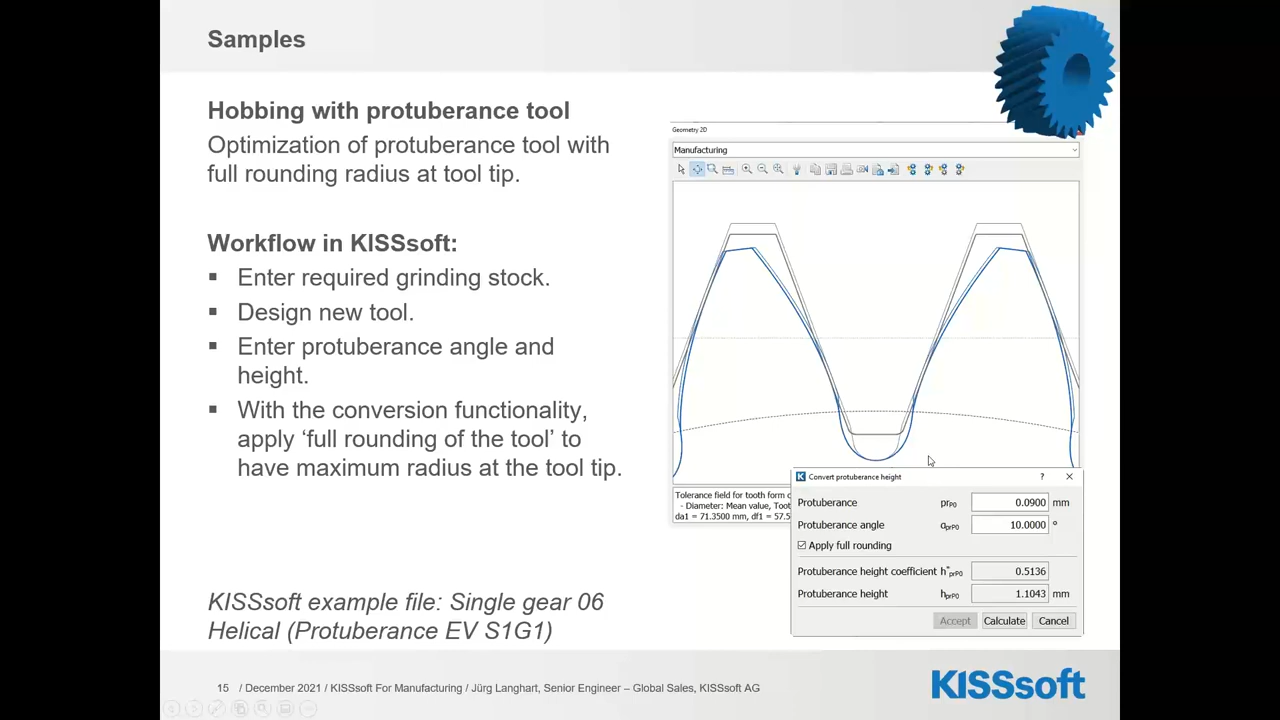 Samples
Hobbing with protuberance tool
Optimization of protuberance tool with
full rounding radius at tool tip.
Workflow in KISSsoft:
▪ Enter required grinding stock.
▪ Design new tool.
▪ Enter protuberance angle and
height.
▪ With the conversion functionality,
apply ‘full rounding of the tool’ to
have maximum radius at the tool tip.
KISSsoft example file: Single gear 06
Helical (Protuberance EV S1G1)
Geometry 2D
Manufacturing
Tolerance field for tooth form
- Diameter: Mean value,
da1 = 71.3500 mm, df1 =
K Convert protuberance height ? ×
Protuberance prP0 0.0900 mm
Protuberance angle αprP0 10.0000 °
Apply full rounding
Protuberance height coefficient h*prP0 0.5136
Protuberance height hprP0 1.1043 mm
Accept Calculate Cancel
15 / December 2021 / KISSsoft For Manufacturing / Jürg Langhart, Senior Engineer – Global Sales, KISSsoft AG
KISSsoft